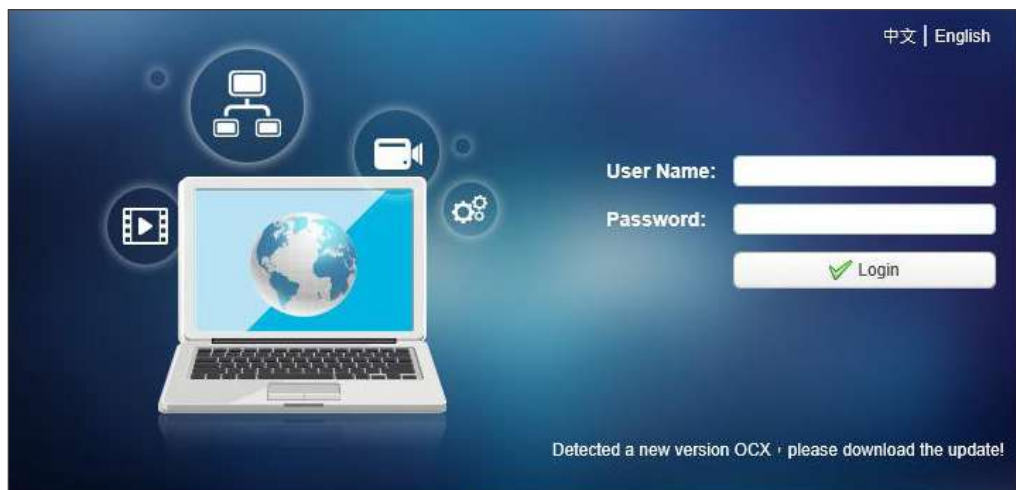 中文 | English
User Name:
Password:
Login
Detected a new version OCX，please download the update!